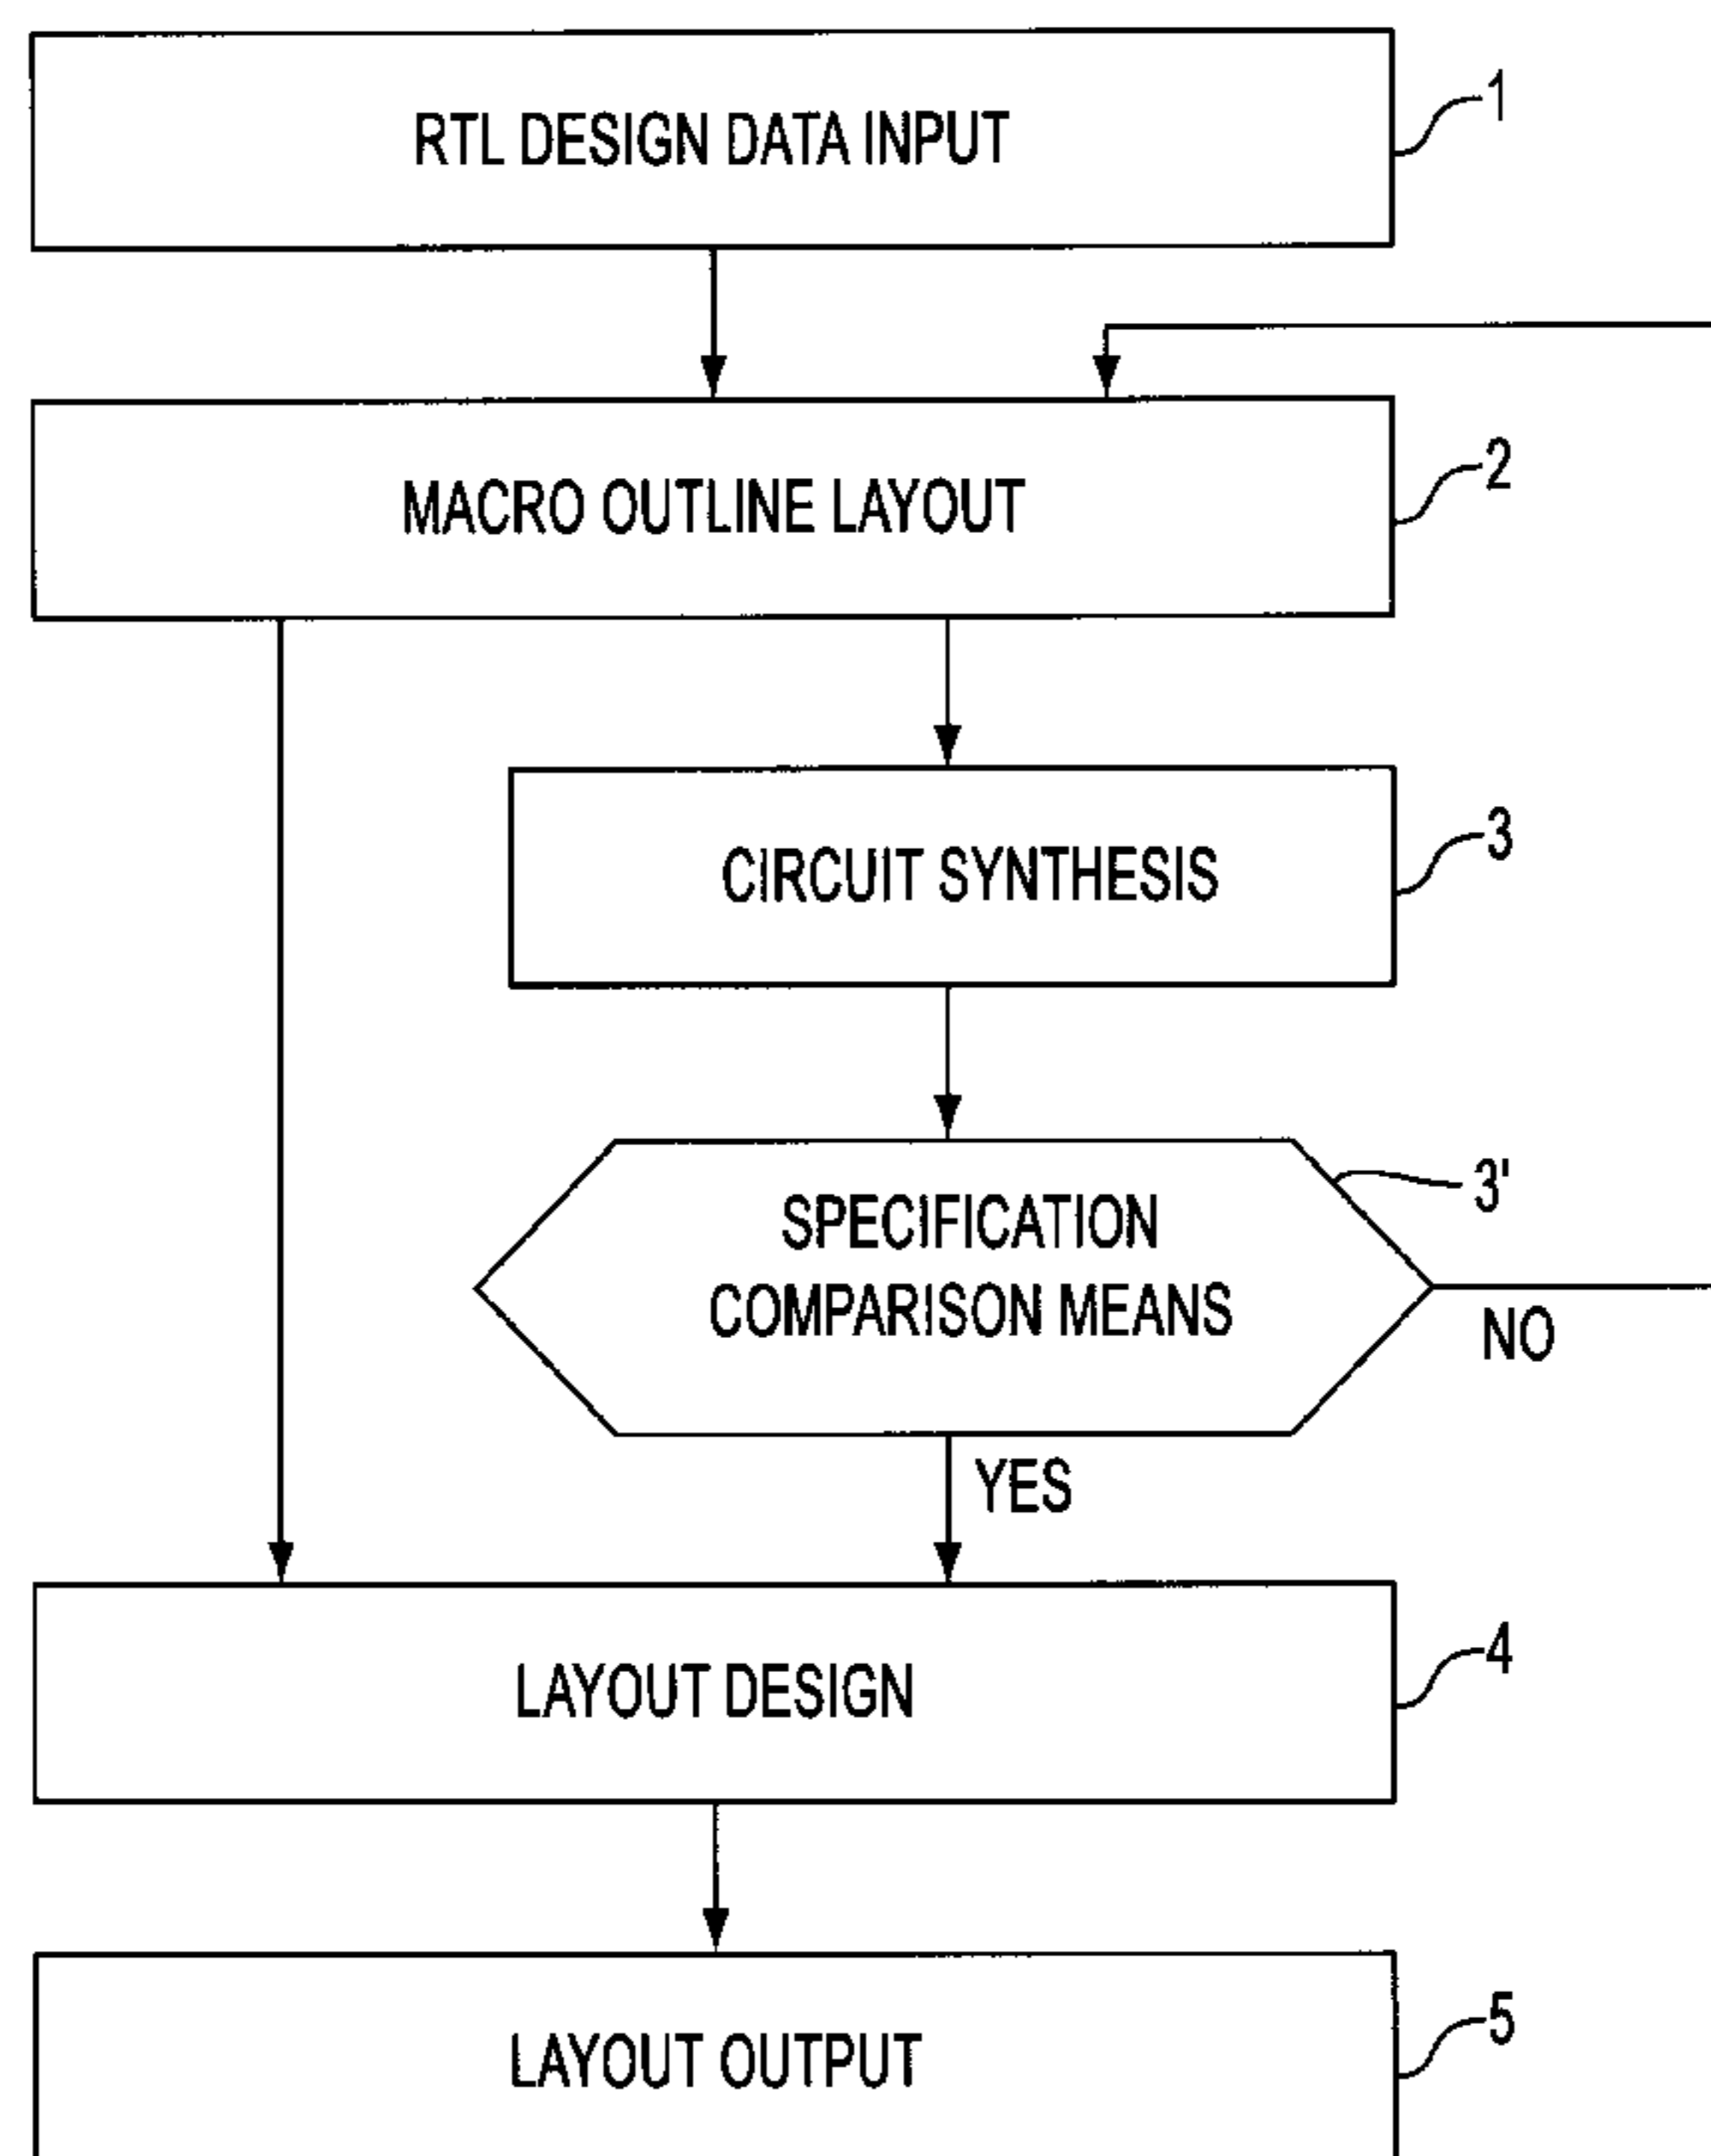 RTL DESIGN DATA INPUT
1
MACRO OUTLINE LAYOUT
2
CIRCUIT SYNTHESIS
3
SPECIFICATION
COMPARISON MEANS
3'
NO
YES
LAYOUT DESIGN
4
LAYOUT OUTPUT
5